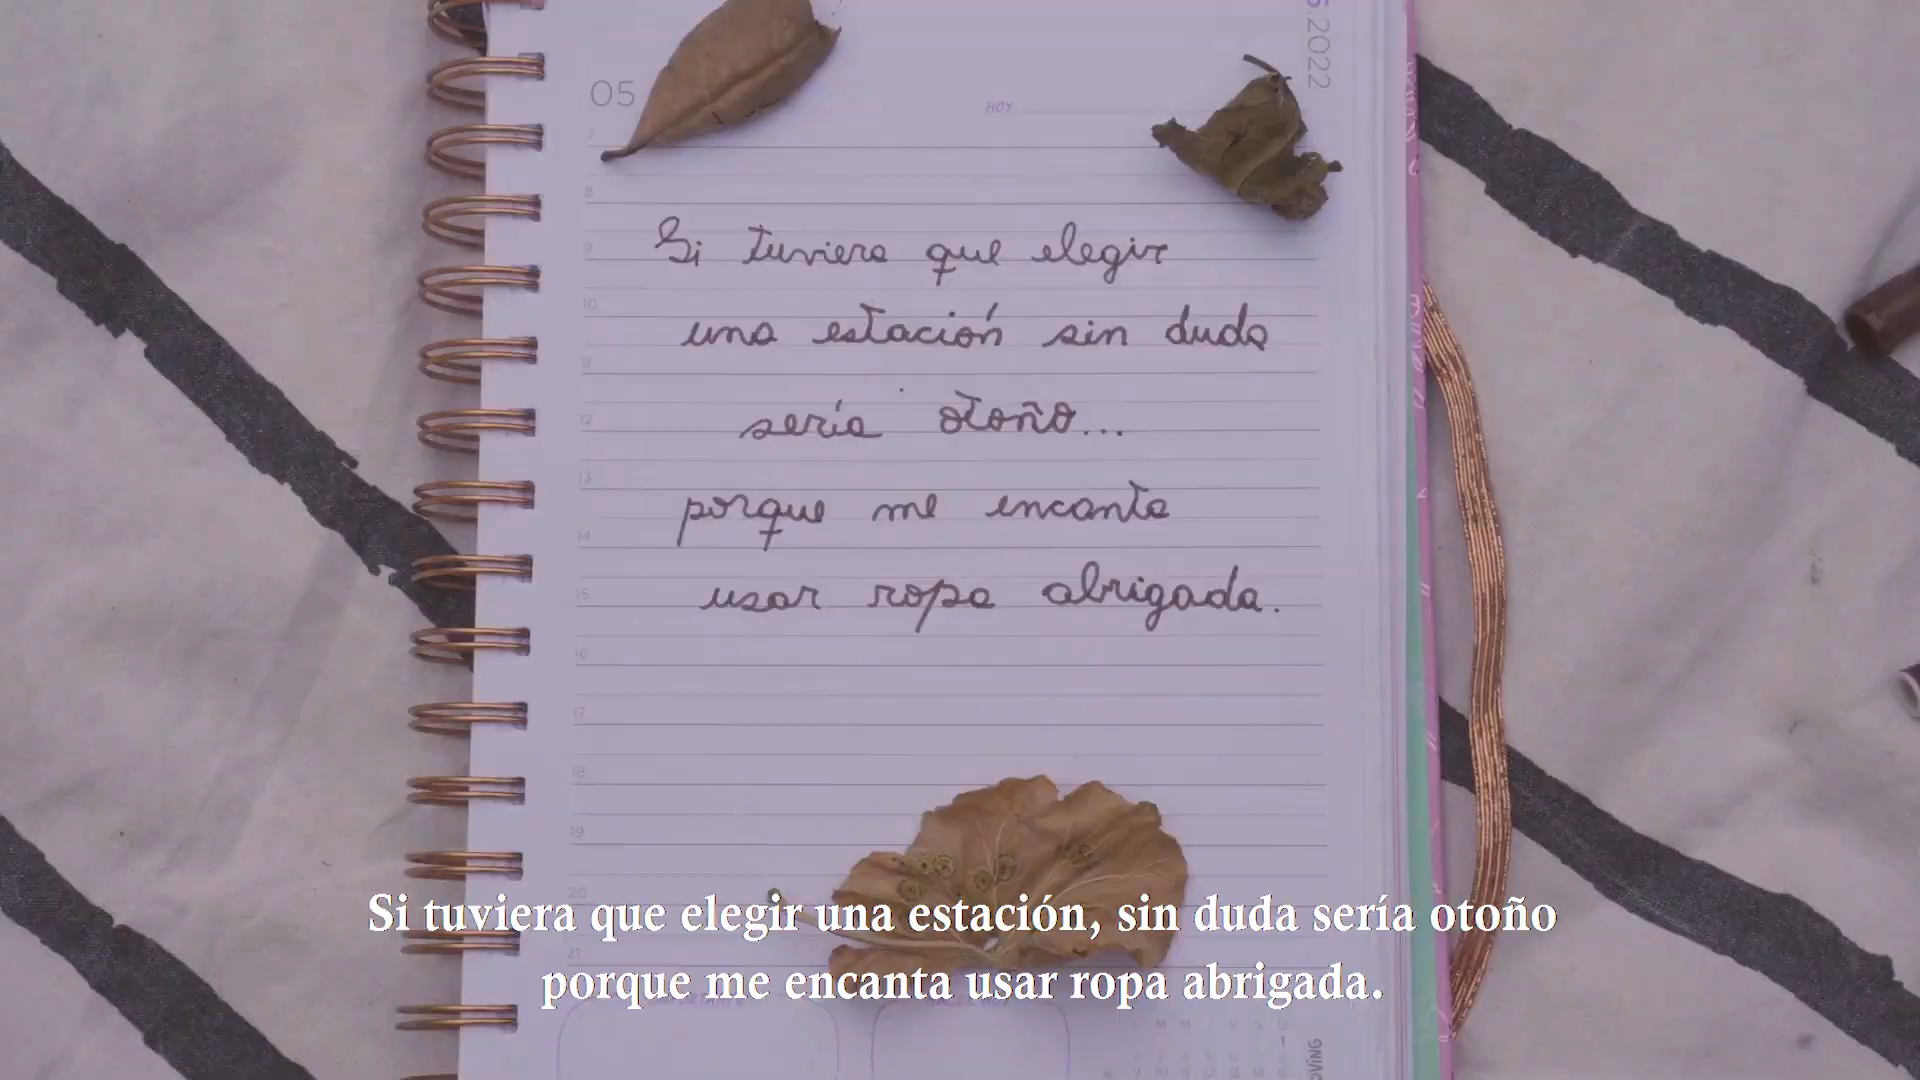 05
HOY
.2022
7
8
9
10
12
13
14
15
16
17
18
19
20
21
Si tuviera que elegir
una estación sin duda
sería otoño...
porque me encanta
usar ropa abrigada.
Si tuviera que elegir una estación, sin duda sería otoño
porque me encanta usar ropa abrigada.